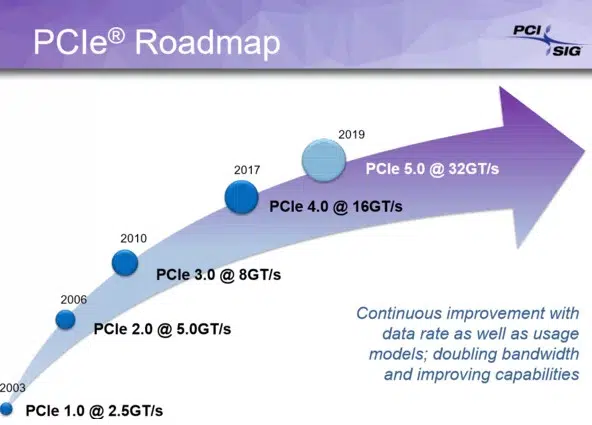 PCIe® Roadmap
PCI
SIG
2019
PCIe 5.0 @ 32GT/s
2017
PCIe 4.0 @ 16GT/s
2010
PCIe 3.0 @ 8GT/s
2006
PCIe 2.0 @ 5.0GT/s
2003
PCIe 1.0 @ 2.5GT/s
Continuous improvement with
data rate as well as usage
models; doubling bandwidth
and improving capabilities